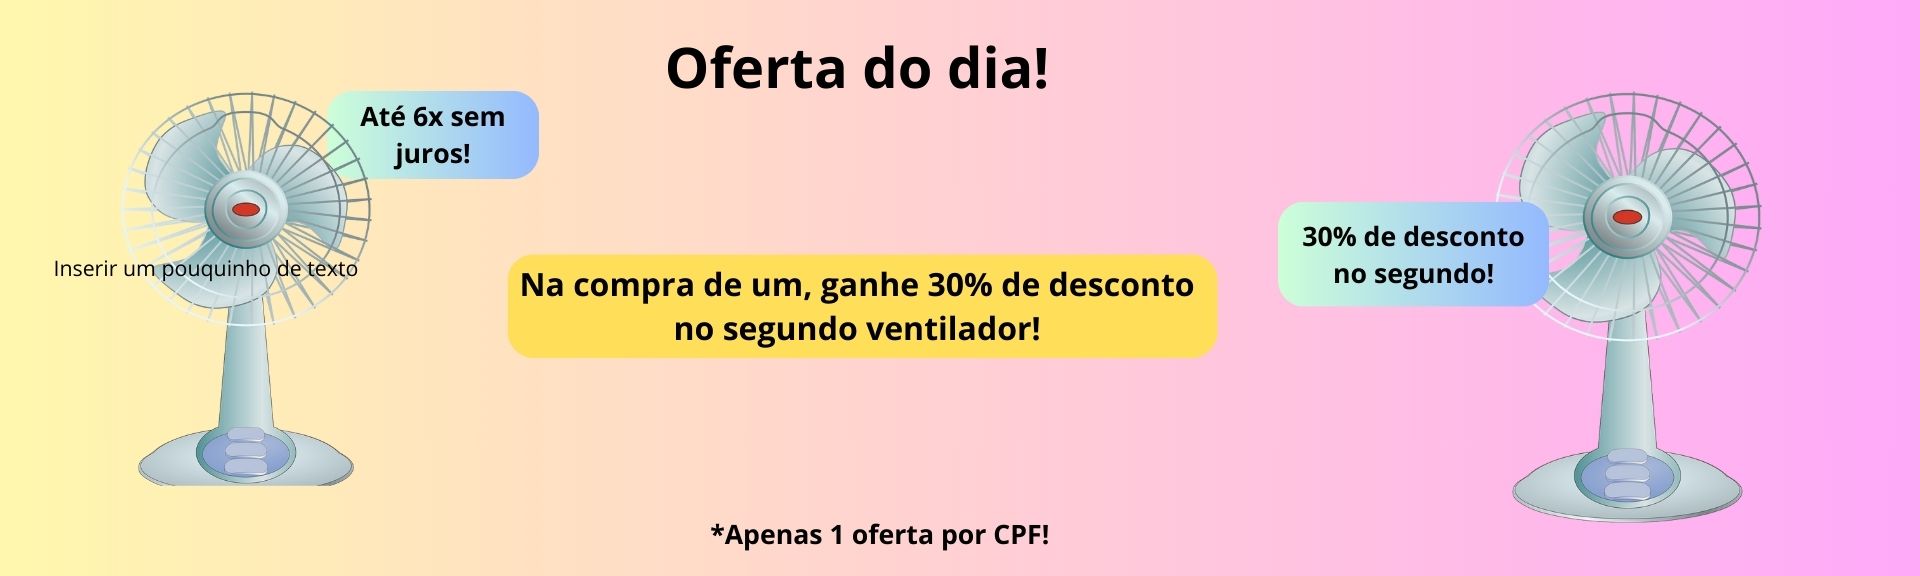 Oferta do dia!
Até 6x sem
juros!
30% de desconto
no segundo!
Inserir um pouquinho de texto
Na compra de um, ganhe 30% de desconto
no segundo ventilador!
*Apenas 1 oferta por CPF!